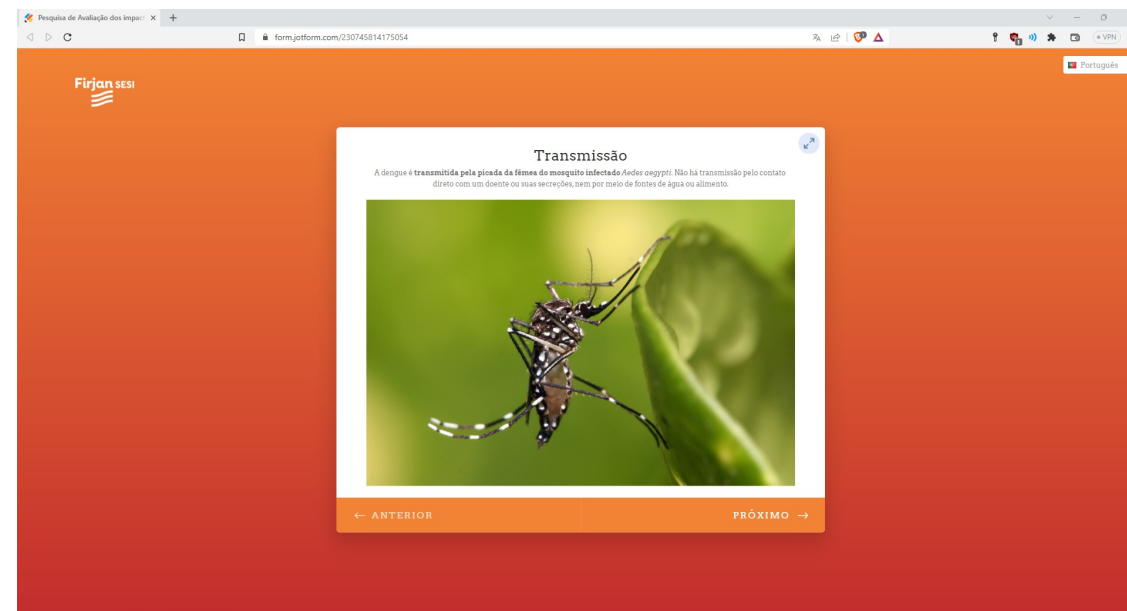 Pesquisa de Avaliação dos impact
form.jotform.com/230745814175054
VPN
Português
Firjan SESI
Transmissão
A dengue é transmitida pela picada da fêmea do mosquito infectado Aedes aegypti. Não há transmissão pelo contato
direto com um doente ou suas secreções, nem por meio de fontes de água ou alimento.
← ANTERIOR
PRÓXIMO →